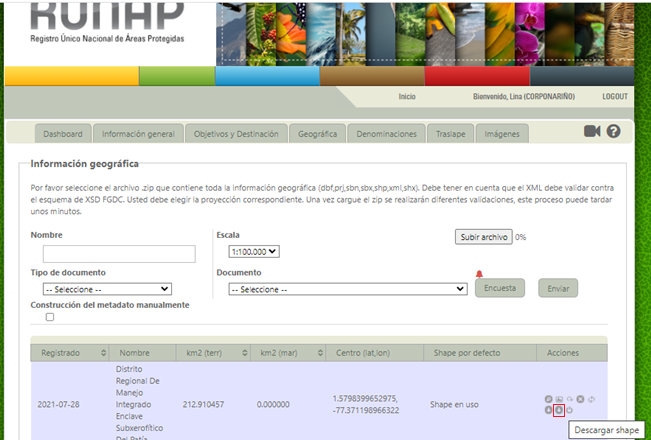 RUNAP
Registro Único Nacional de Áreas Protegidas
Inicio Bienvenido, Lina (CORPONARIÑO) LOGOUT
Dashboard Información general Objetivos y Destinación Geográfica Denominaciones Traslape Imágenes
Información geográfica
Por favor seleccione el archivo .zip que contiene toda la información geográfica (dbf,prj,sbn,sbx,shp,xml,shx). Debe tener en cuenta que el XML debe validar contra
el esquema de XSD FGDC. Usted debe elegir la proyección correspondiente. Una vez cargue el zip se realizarán diferentes validaciones, este proceso puede tardar
unos minutos.
Nombre Escala
Subir archivo 0%
1:100.000
Tipo de documento Documento
-- Seleccione -- -- Seleccione -- Encuesta Enviar
Construcción del metadato manualmente
Registrado Nombre km2 (terr) km2 (mar) Centro (lat,lon) Shape por defecto Acciones
Distrito
Regional De
Manejo
2021-07-28 Integrado 212.910457 0.000000 1.5798399652975, Shape en uso
Enclave -77.371198966322
Subxerofítico
Del Patía
Descargar shape